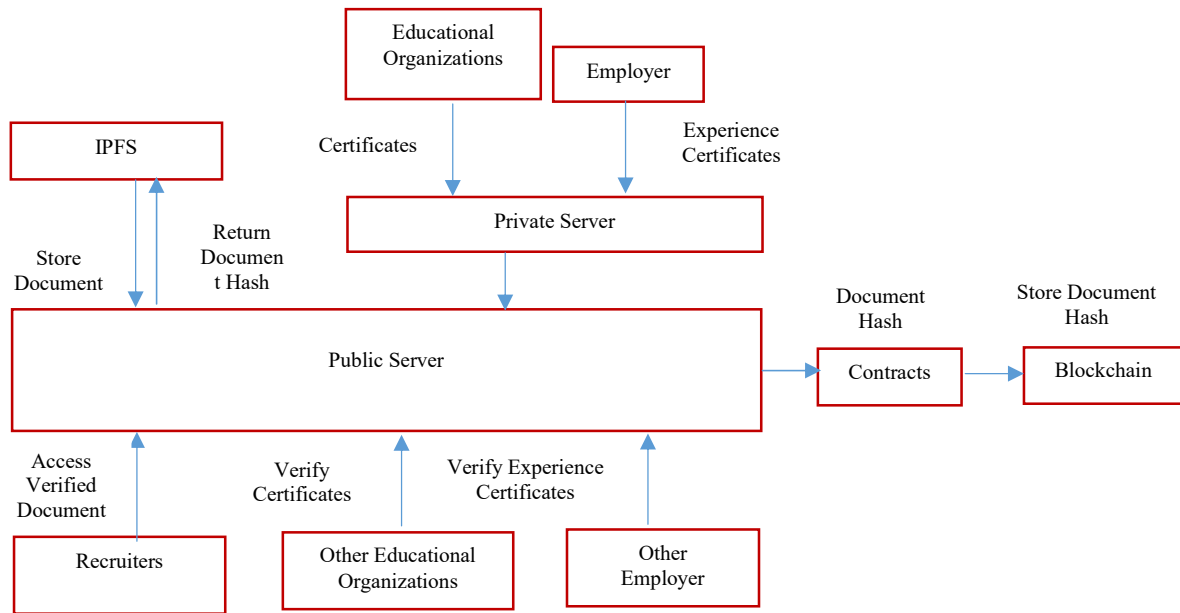 Educational
Organizations
Employer
Certificates
Experience
Certificates
IPFS
Private Server
Store
Document
Return
Documen
t Hash
Document
Hash
Store Document
Hash
Public Server
Contracts
Blockchain
Access
Verified
Document
Verify
Certificates
Verify Experience
Certificates
Recruiters
Other Educational
Organizations
Other
Employer